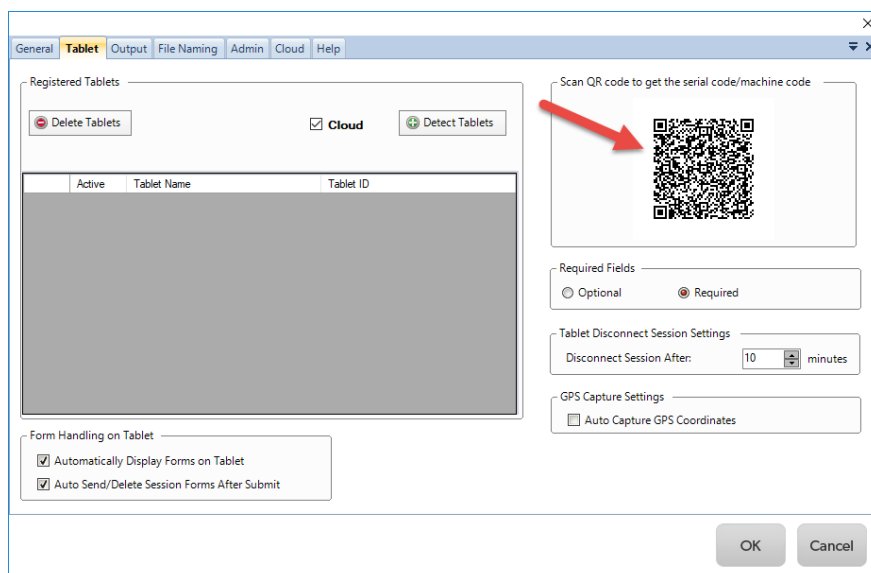 General Tablet Output File Naming Admin Cloud Help
Registered Tablets
Delete Tablets Cloud Detect Tablets
Active Tablet Name Tablet ID
Form Handling on Tablet
Automatically Display Forms on Tablet
Auto Send/Delete Session Forms After Submit
Scan QR code to get the serial code/machine code
Required Fields
Optional Required
Tablet Disconnect Session Settings
Disconnect Session After: 10 minutes
GPS Capture Settings
Auto Capture GPS Coordinates
OK Cancel